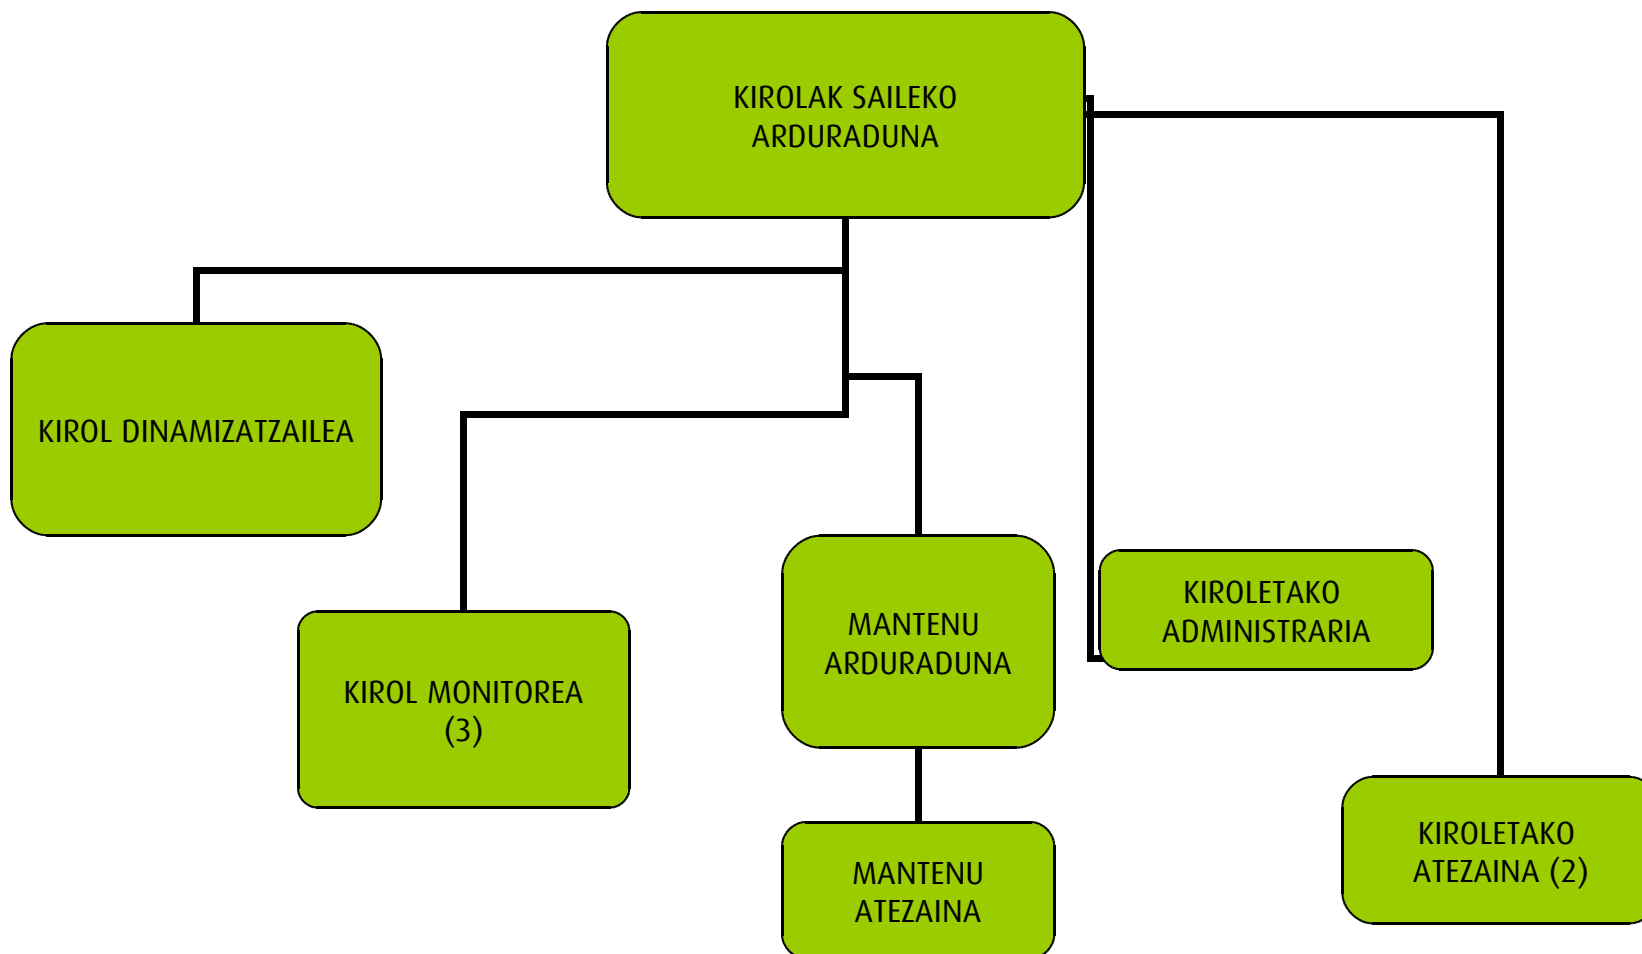 KIROLAK SAILEKO
ARDURADUNA
KIROL DINAMIZATZAILEA
KIROL MONITOREA
(3)
MANTENU
ARDURADUNA
KIROLETAKO
ADMINISTRARIA
MANTENU
ATEZAINA
KIROLETAKO
ATEZAINA (2)